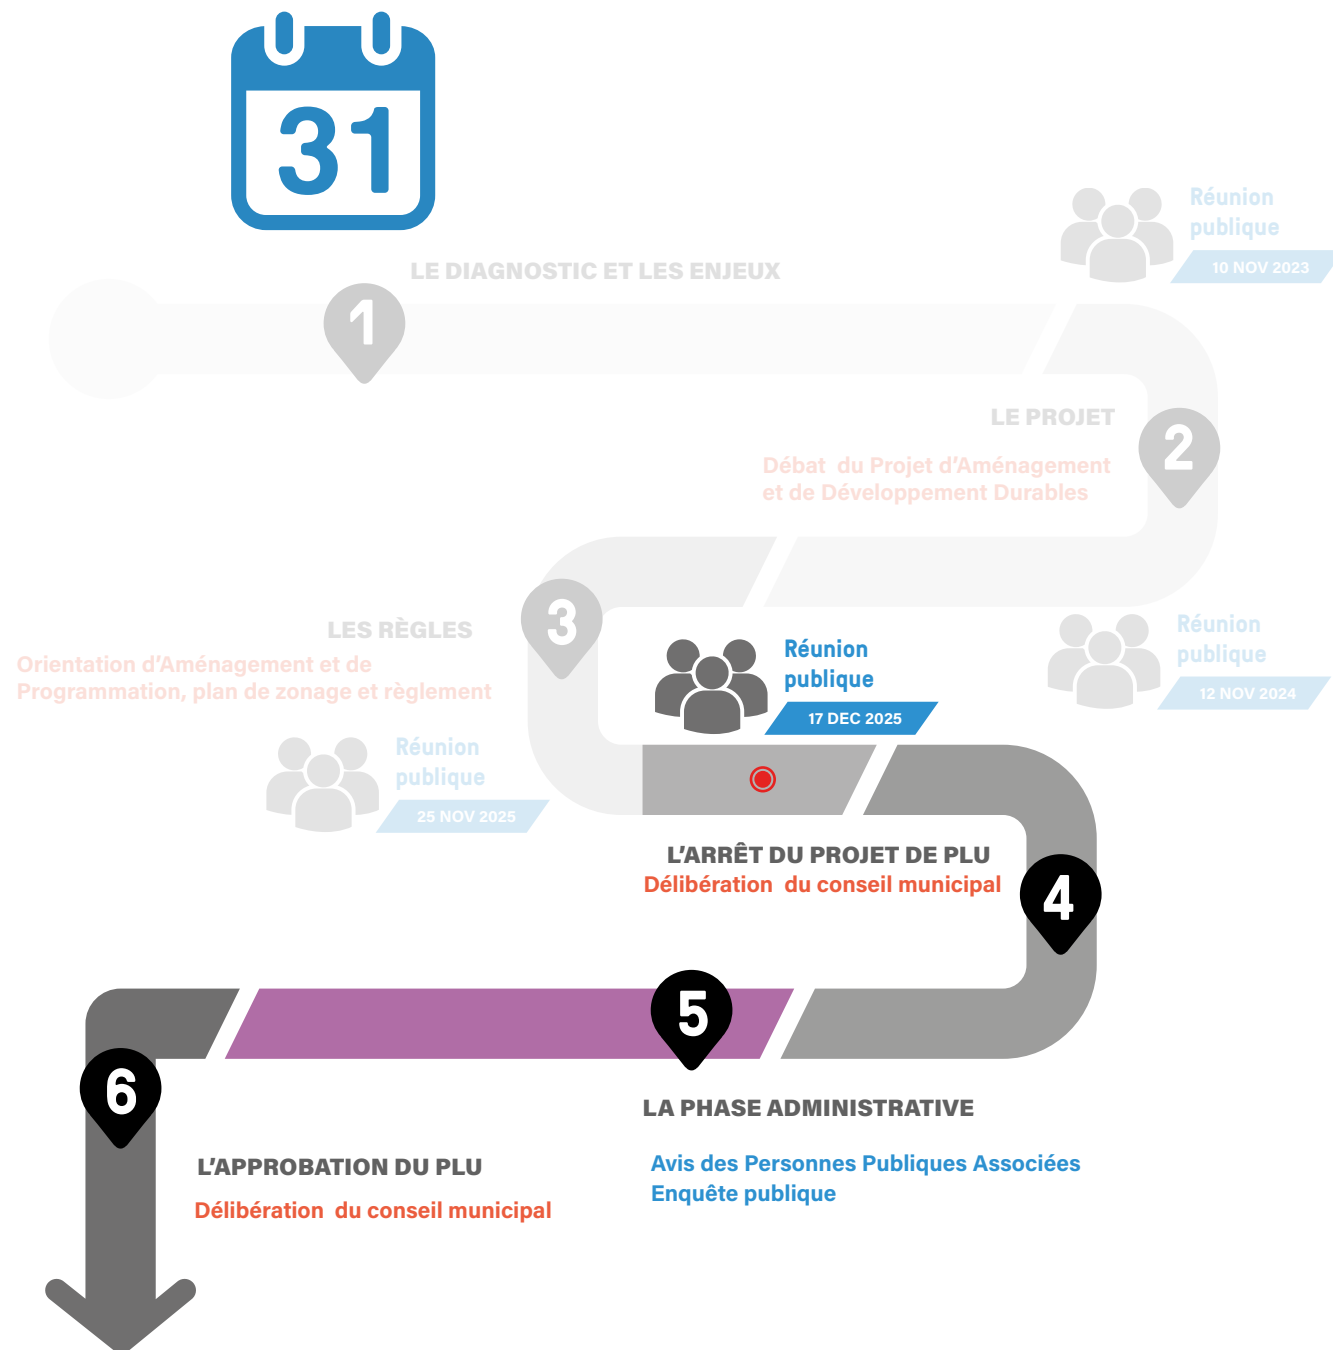 31
Réunion
publique
10 NOV 2023
LE DIAGNOSTIC ET LES ENJEUX
1
LE PROJET
2
Débat du Projet d'Aménagement
et de Développement Durables
3
LES RÈGLES
Orientation d'Aménagement et de
Programmation, plan de zonage et règlement
Réunion
publique
12 NOV 2024
Réunion
publique
17 DEC 2025
Réunion
publique
25 NOV 2025
L'ARRÊT DU PROJET DE PLU
Délibération du conseil municipal
4
5
LA PHASE ADMINISTRATIVE
Avis des Personnes Publiques Associées
Enquête publique
6
L'APPROBATION DU PLU
Délibération du conseil municipal